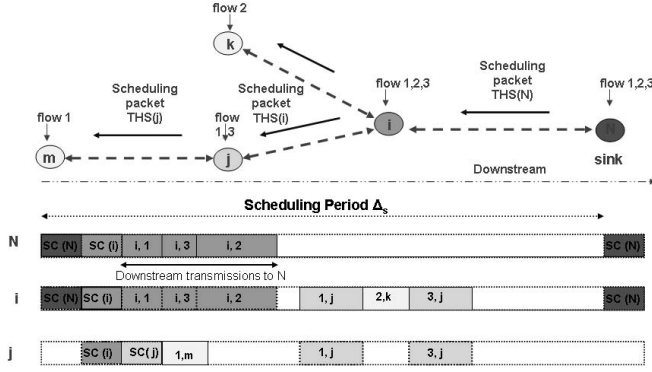 flow 2
k
Scheduling packet THS(j)
Scheduling packet THS(i)
flow 1,2,3
Scheduling packet THS(N)
flow 1,2,3
flow 1
flow 1,3
m
j
i
N
sink
Downstream
Scheduling Period Δs
N
SC (N) SC (i) i, 1 i, 3 i, 2 SC (N)
Downstream transmissions to N
i
SC (N) SC (i) i, 1 i, 3 i, 2 1, j 2,k 3, j SC (N)
j
SC (i) SC( j) 1,m 1, j 3, j